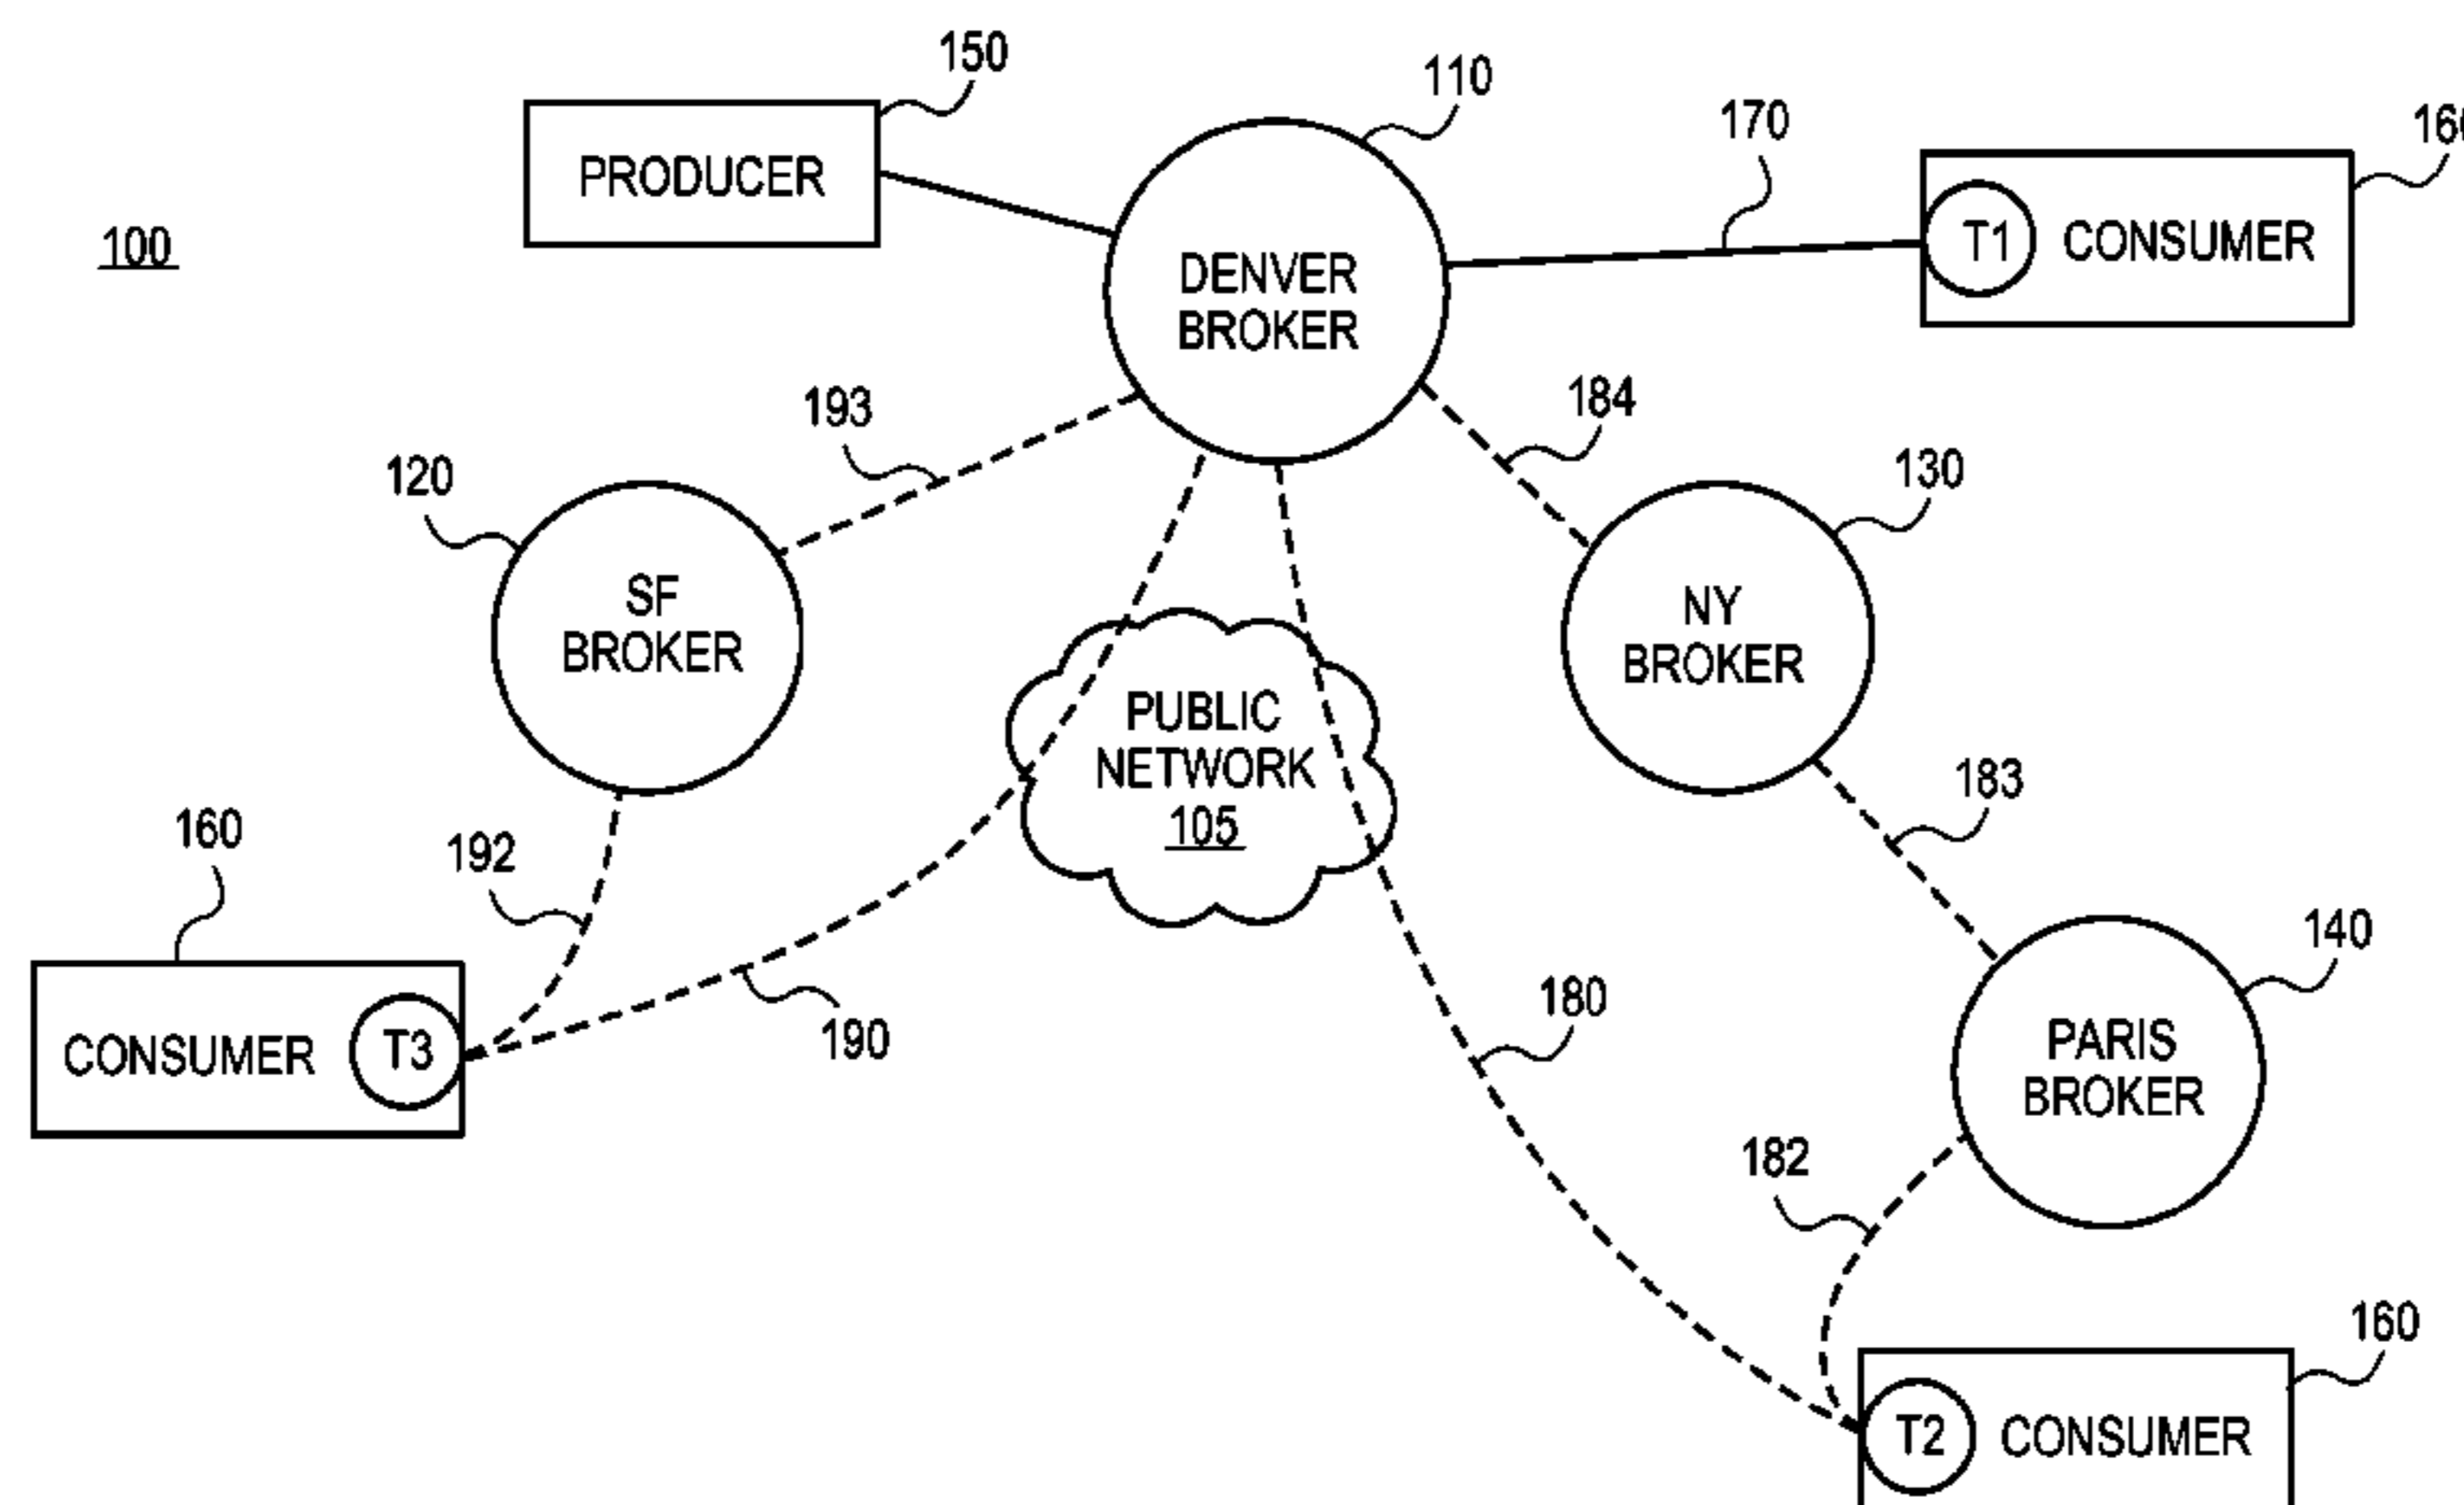 150
110
170
160
PRODUCER
100
T1 CONSUMER
DENVER
BROKER
193
184
120
130
SF
BROKER
NY
BROKER
PUBLIC
NETWORK
105
183
160
192
140
180
190
CONSUMER T3
PARIS
BROKER
182
160
T2 CONSUMER